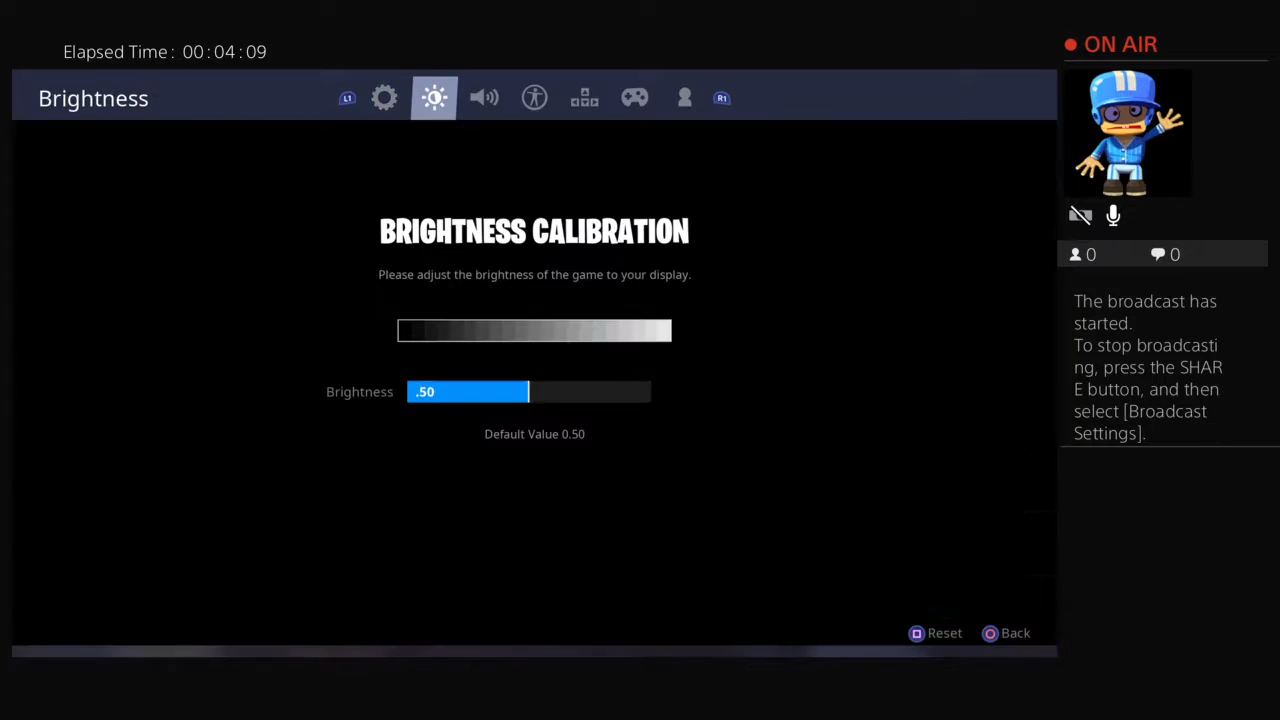 Elapsed Time: 00:04:09
ON AIR
Brightness
L1
R1
BRIGHTNESS CALIBRATION
Please adjust the brightness of the game to your display.
Brightness
.50
Default Value 0.50
Reset
Back
0
0
The broadcast has
started.
To stop broadcasti
ng, press the SHAR
E button, and then
select [Broadcast
Settings].